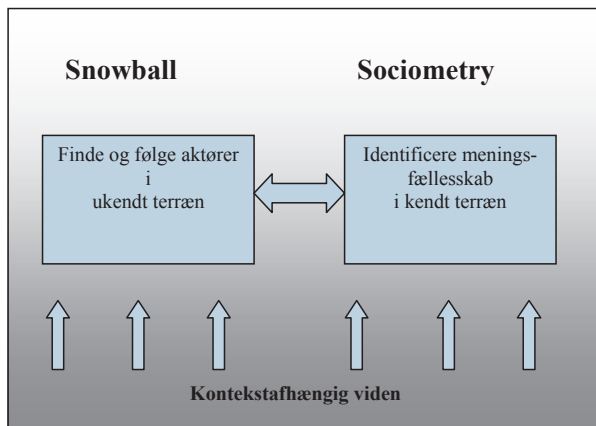 Snowball
Sociometry
Finde og følge aktører
i
ukendt terræn
Identificere menings-
fællesskab
i kendt terræn
Kontekstafhængig viden